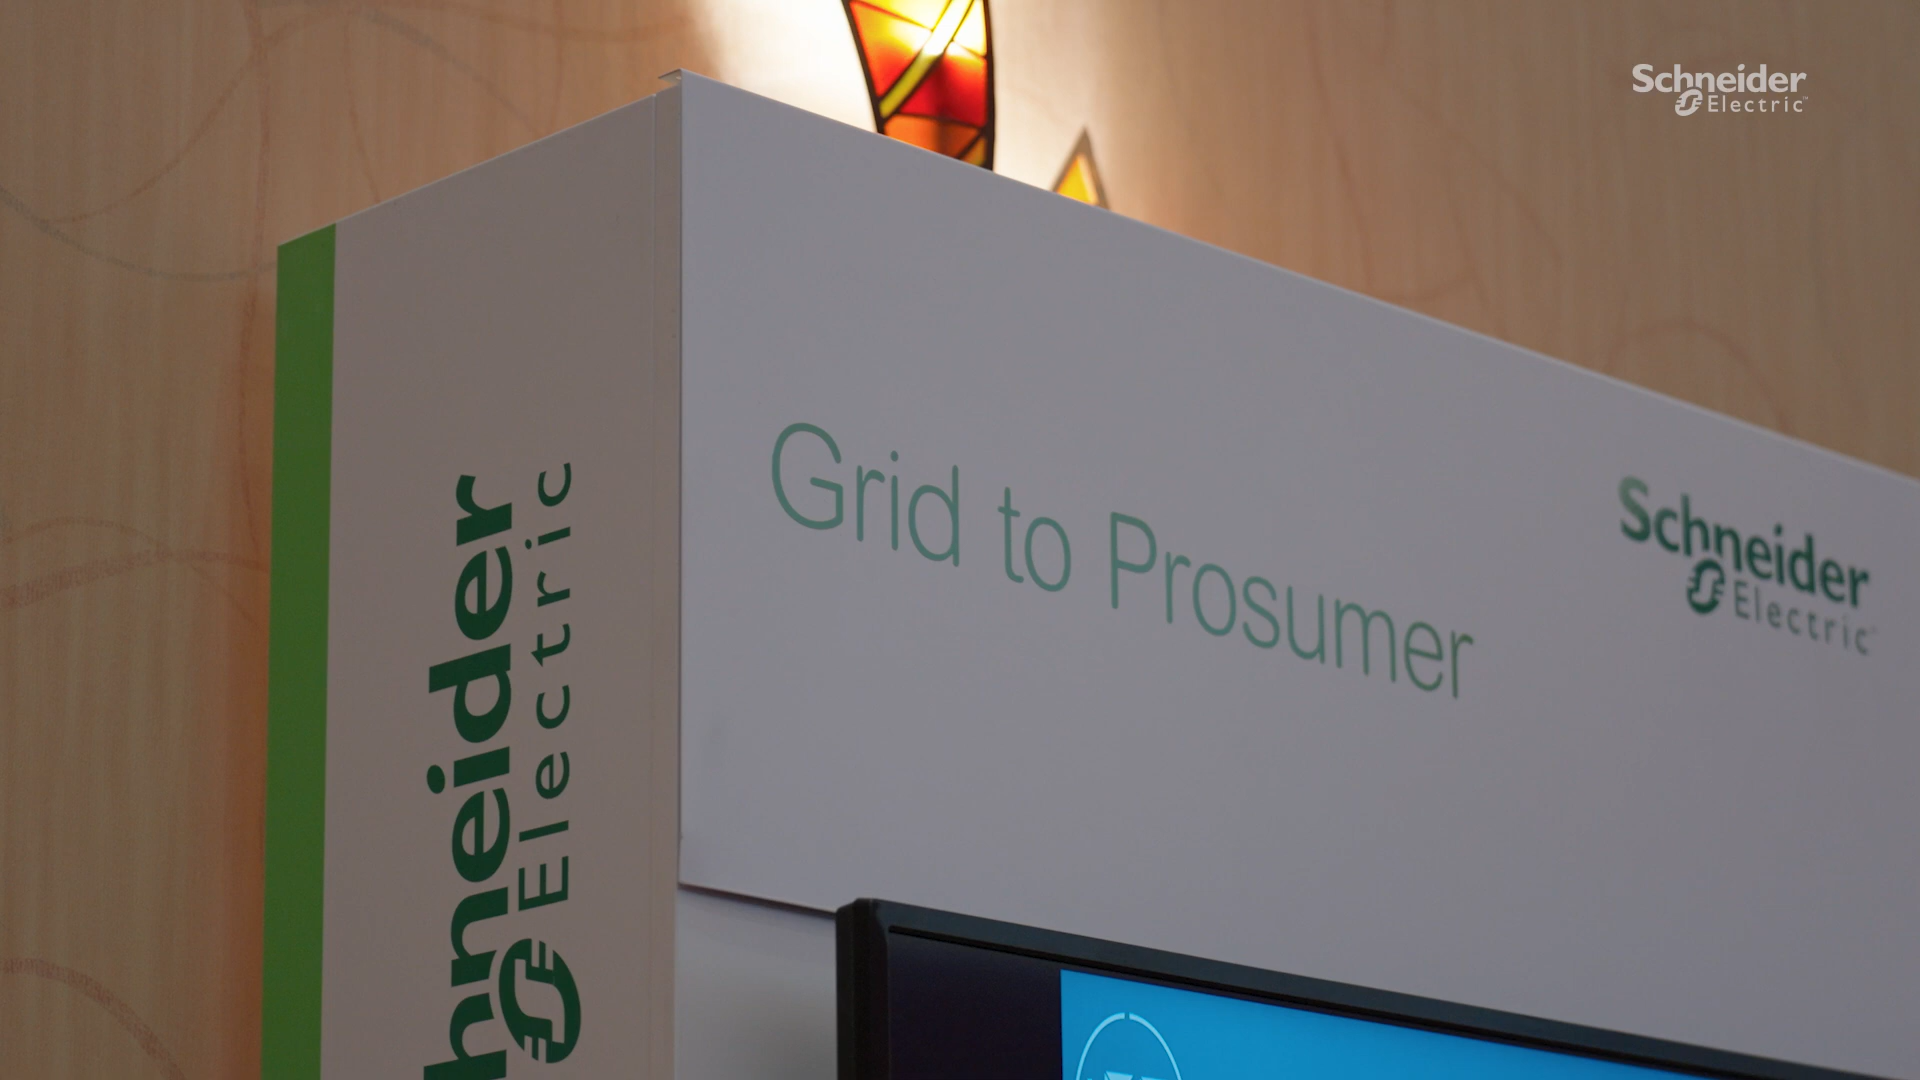 Schneider
Electric
hneider
Electric
Grid to Prosumer
Schneider
Electric